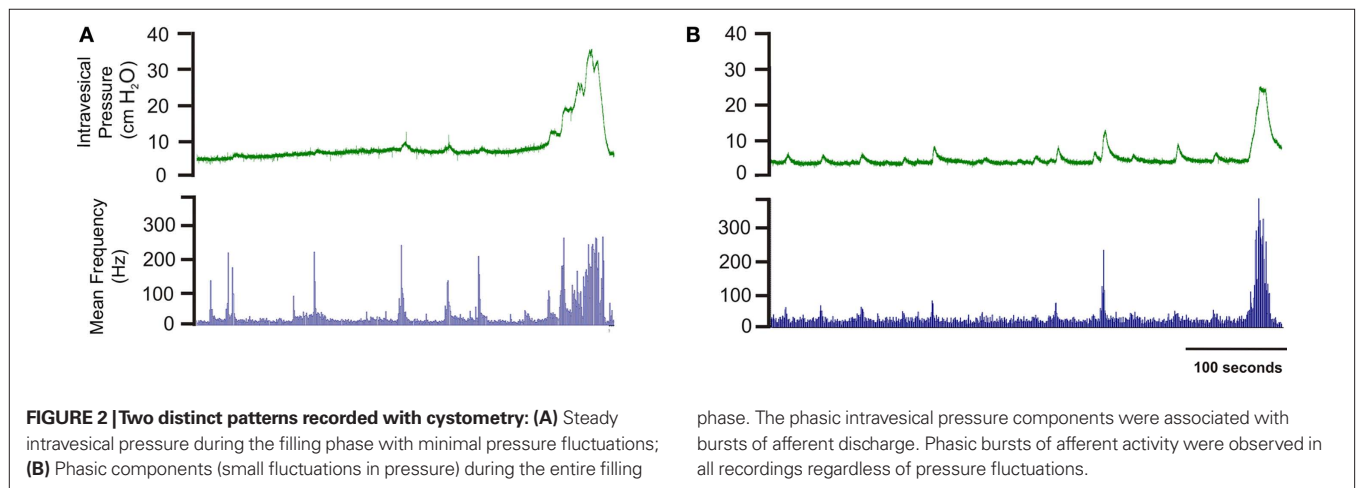 A
40
30
20
10
0
Intravesical
Pressure
(cm H₂O)
300
200
100
0
Mean Frequency
(Hz)
B
40
30
20
10
0
300
200
100
0
100 seconds
FIGURE 2 | Two distinct patterns recorded with cystometry: (A) Steady
intravesical pressure during the filling phase with minimal pressure fluctuations;
(B) Phasic components (small fluctuations in pressure) during the entire filling
phase. The phasic intravesical pressure components were associated with
bursts of afferent discharge. Phasic bursts of afferent activity were observed in
all recordings regardless of pressure fluctuations.